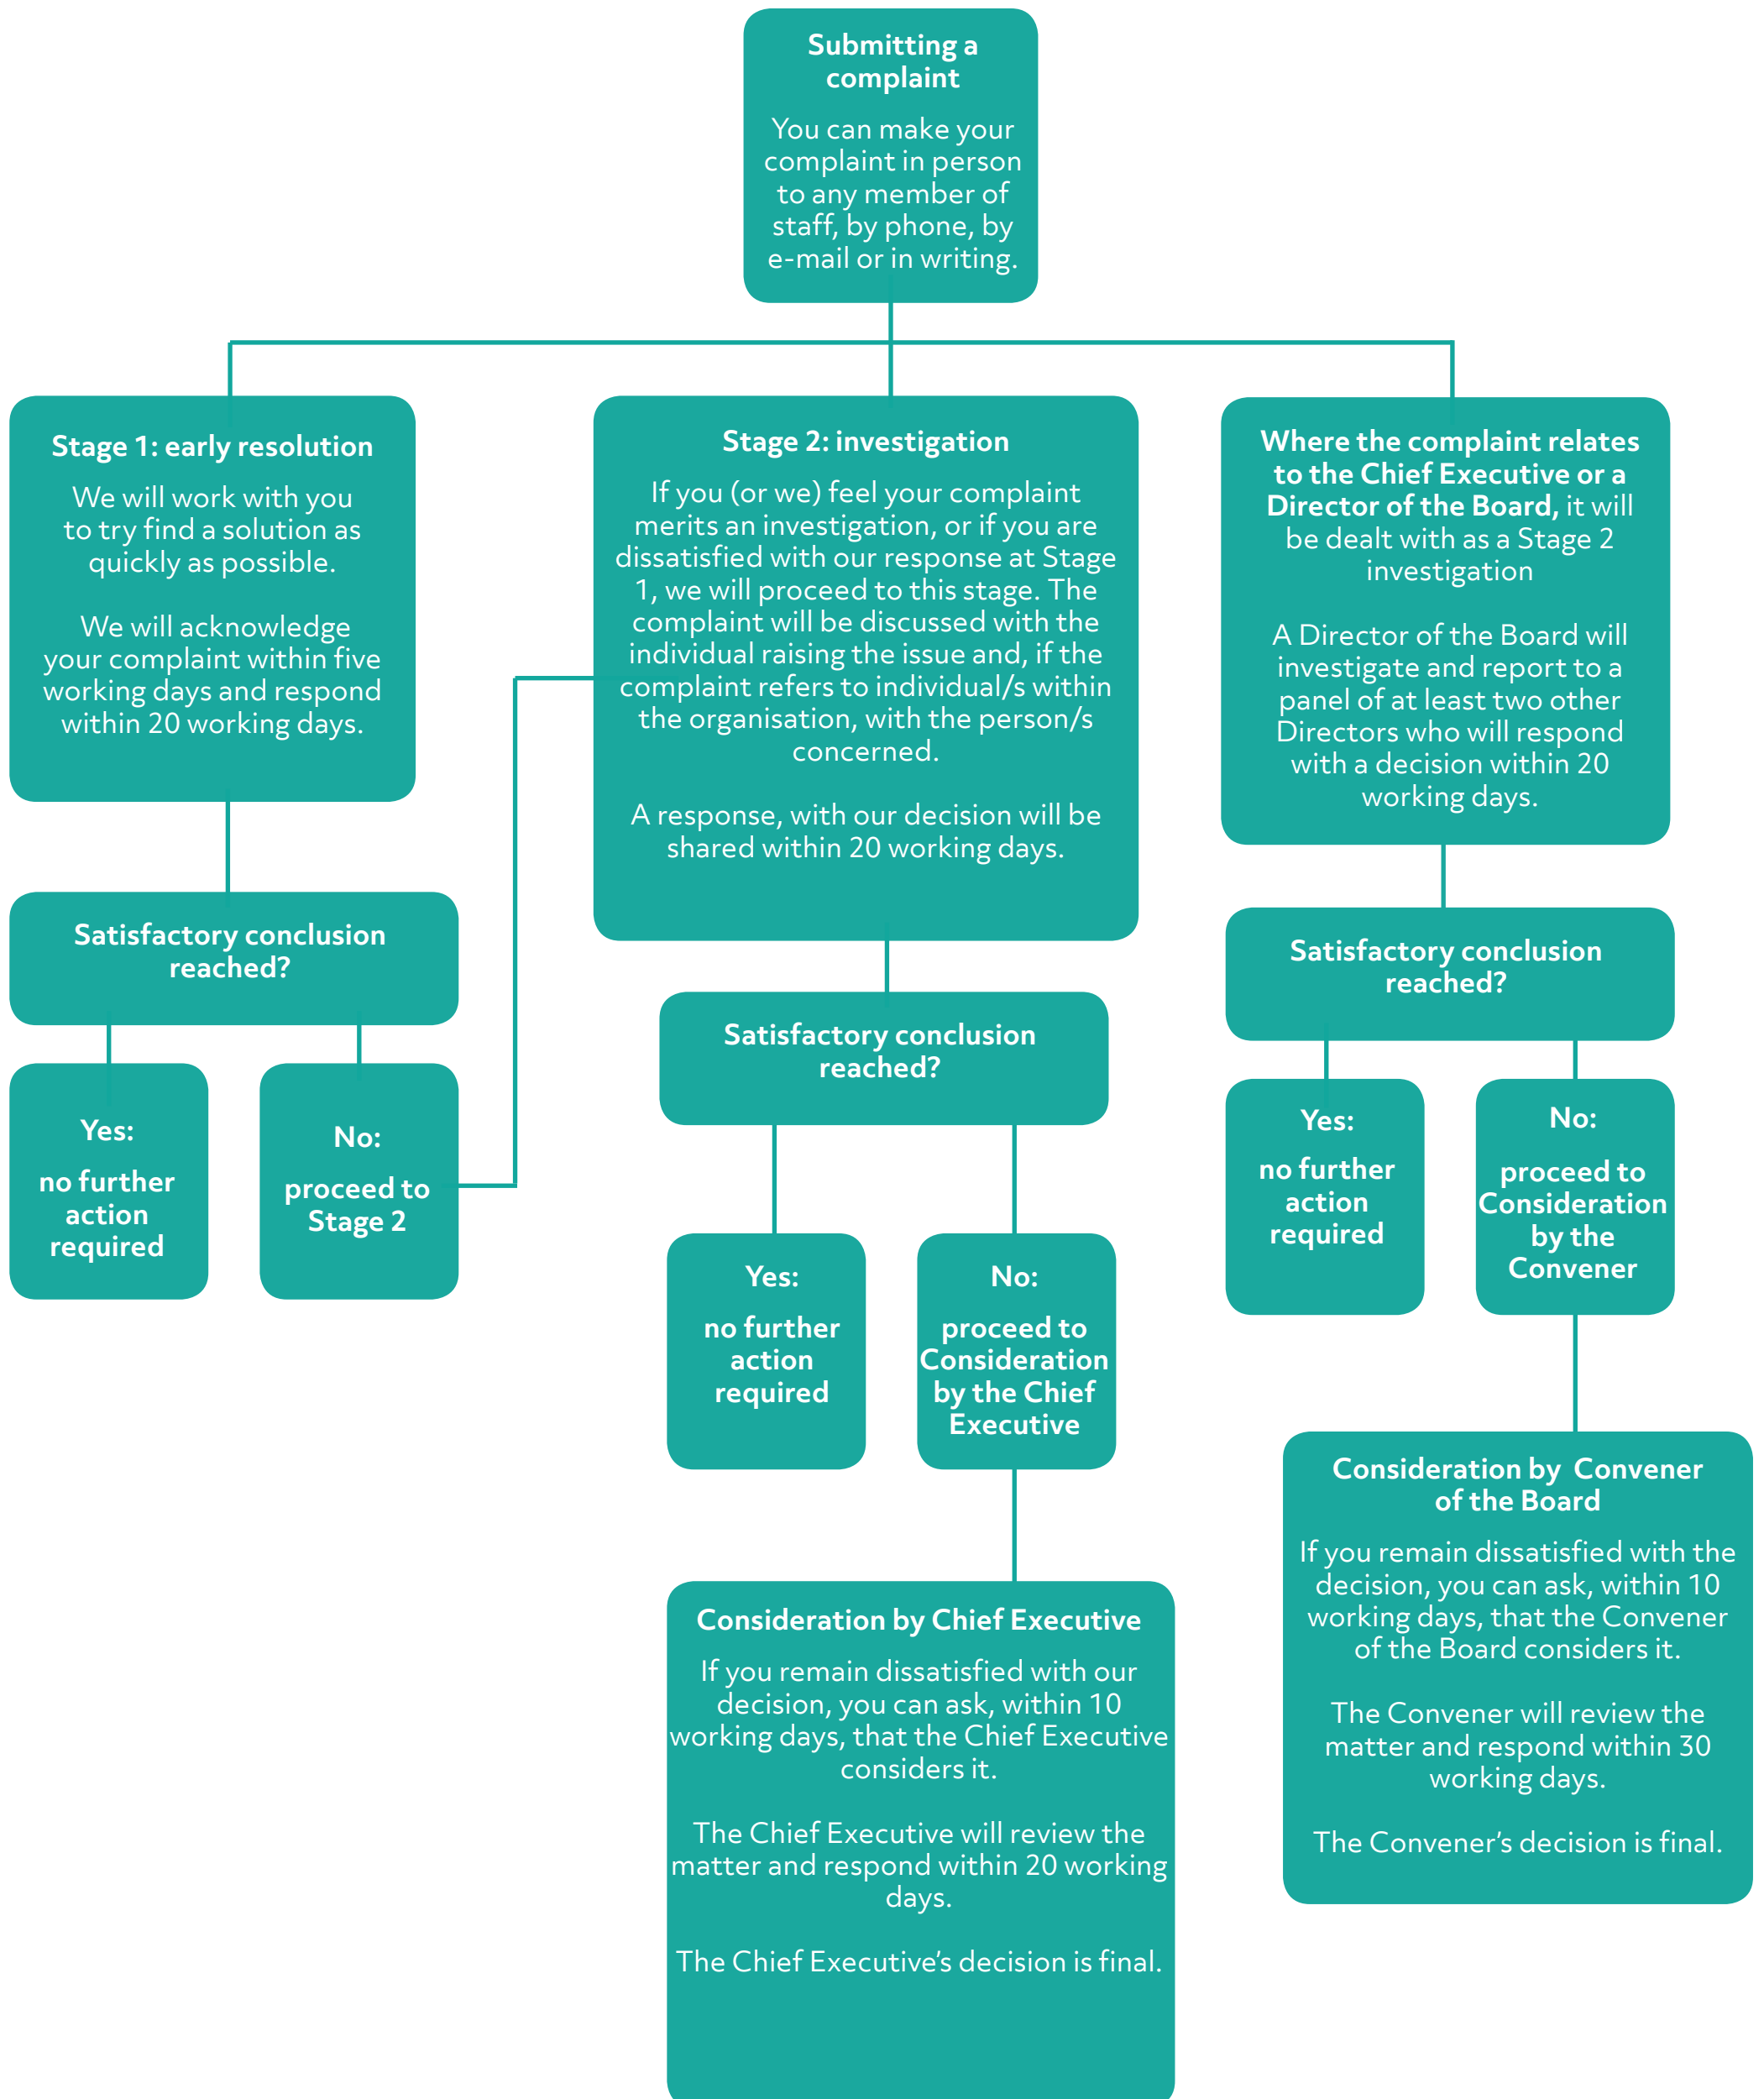 Submitting a
complaint
You can make your
complaint in person
to any member of
staff, by phone, by
e-mail or in writing.
Stage 1: early resolution
We will work with you
to try find a solution as
quickly as possible.
We will acknowledge
your complaint within five
working days and respond
within 20 working days.
Satisfactory conclusion
reached?
Yes:
no further
action
required
No:
proceed to
Stage 2
Stage 2: investigation
If you (or we) feel your complaint
merits an investigation, or if you are
dissatisfied with our response at Stage
1, we will proceed to this stage. The
complaint will be discussed with the
individual raising the issue and, if the
complaint refers to individual/s within
the organisation, with the person/s
concerned.
A response, with our decision will be
shared within 20 working days.
Satisfactory conclusion
reached?
Yes:
no further
action
required
No:
proceed to
Consideration
by the Chief
Executive
Consideration by Chief Executive
If you remain dissatisfied with our
decision, you can ask, within 10
working days, that the Chief Executive
considers it.
The Chief Executive will review the
matter and respond within 20 working
days.
The Chief Executive’s decision is final.
Where the complaint relates
to the Chief Executive or a
Director of the Board, it will
be dealt with as a Stage 2
investigation
A Director of the Board will
investigate and report to a
panel of at least two other
Directors who will respond
with a decision within 20
working days.
Satisfactory conclusion
reached?
Yes:
no further
action
required
No:
proceed to
Consideration
by the
Convener
Consideration by Convener
of the Board
If you remain dissatisfied with the
decision, you can ask, within 10
working days, that the Convener
of the Board considers it.
The Convener will review the
matter and respond within 30
working days.
The Convener’s decision is final.